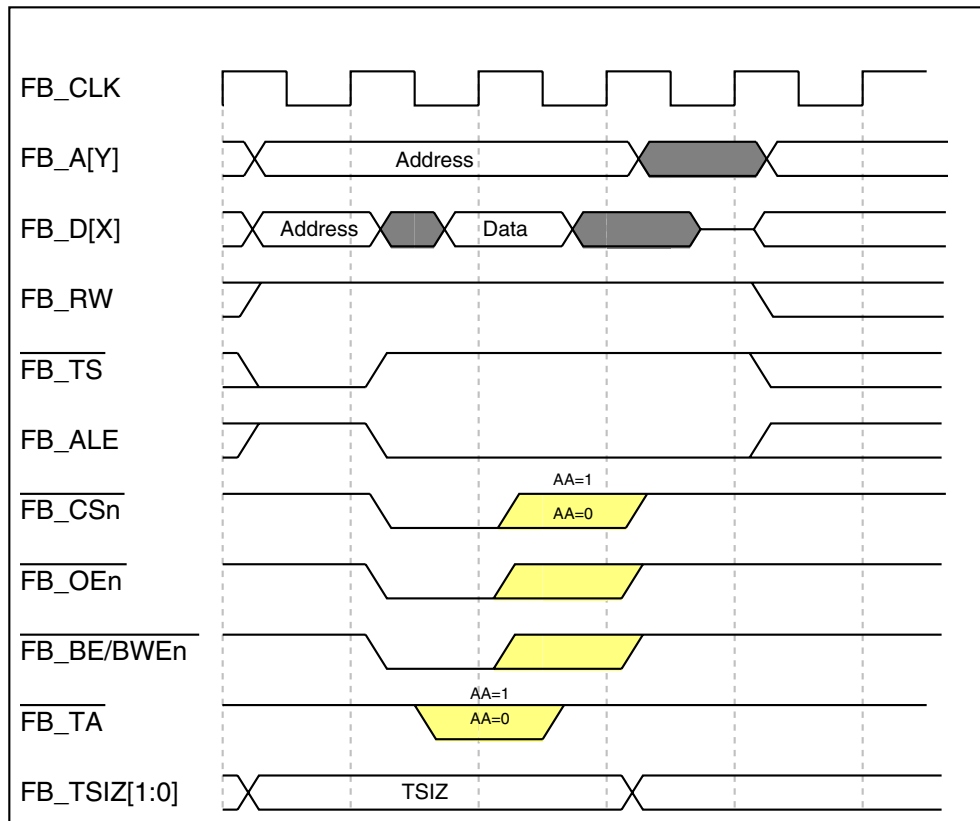 FB_CLK
FB_A[Y]
Address
FB_D[X]
Address
Data
FB_RW
FB_TS
FB_ALE
AA=1
FB_CSn
AA=0
FB_OEn
FB_BE/BWEn
AA=1
FB_TA
AA=0
FB_TSIZ[1:0]
TSIZ